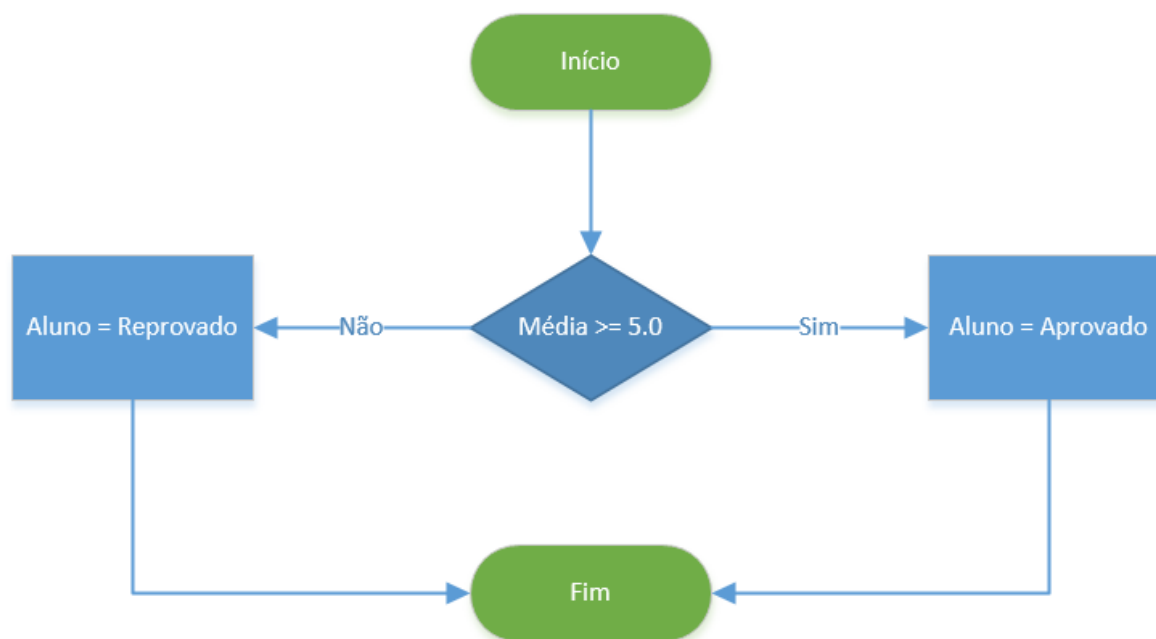 Início
Aluno = Reprovado
Não
Média >= 5.0
Sim
Aluno = Aprovado
Fim